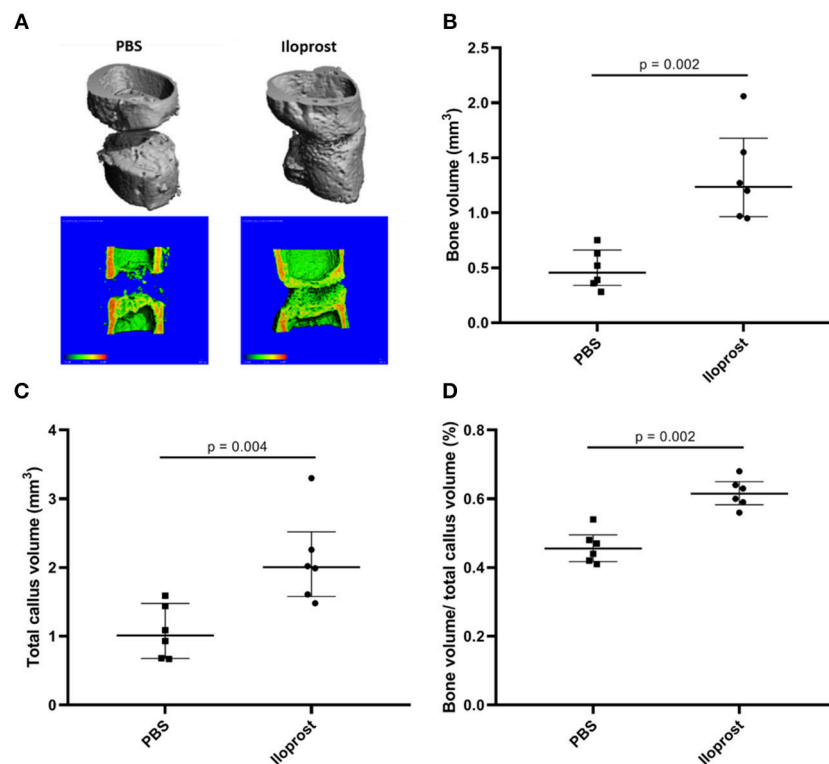 A
PBS
Iloprost
B
Bone volume (mm³)
2.5
2.0
1.5
1.0
0.5
0.0
p = 0.002
PBS
Iloprost
C
Total callus volume (mm³)
4
3
2
1
0
p = 0.004
PBS
Iloprost
D
Bone volume/ total callus volume (%)
0.8
0.6
0.4
0.2
0.0
p = 0.002
PBS
Iloprost